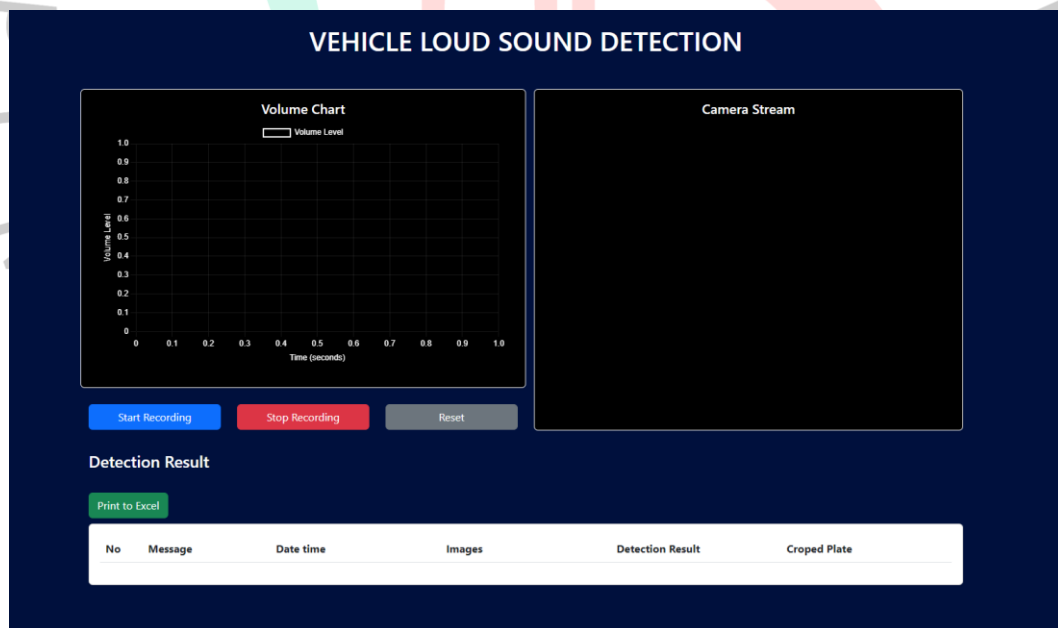 VEHICLE LOUD SOUND DETECTION
Volume Chart
Volume Level
1.0
0.9
0.8
0.7
0.6
0.5
0.4
0.3
0.2
0.1
0
Volume Level
0 0.1 0.2 0.3 0.4 0.5 0.6 0.7 0.8 0.9 1.0
Time (seconds)
Camera Stream
Start Recording Stop Recording Reset
Detection Result
Print to Excel
No Message Date time Images Detection Result Croped Plate